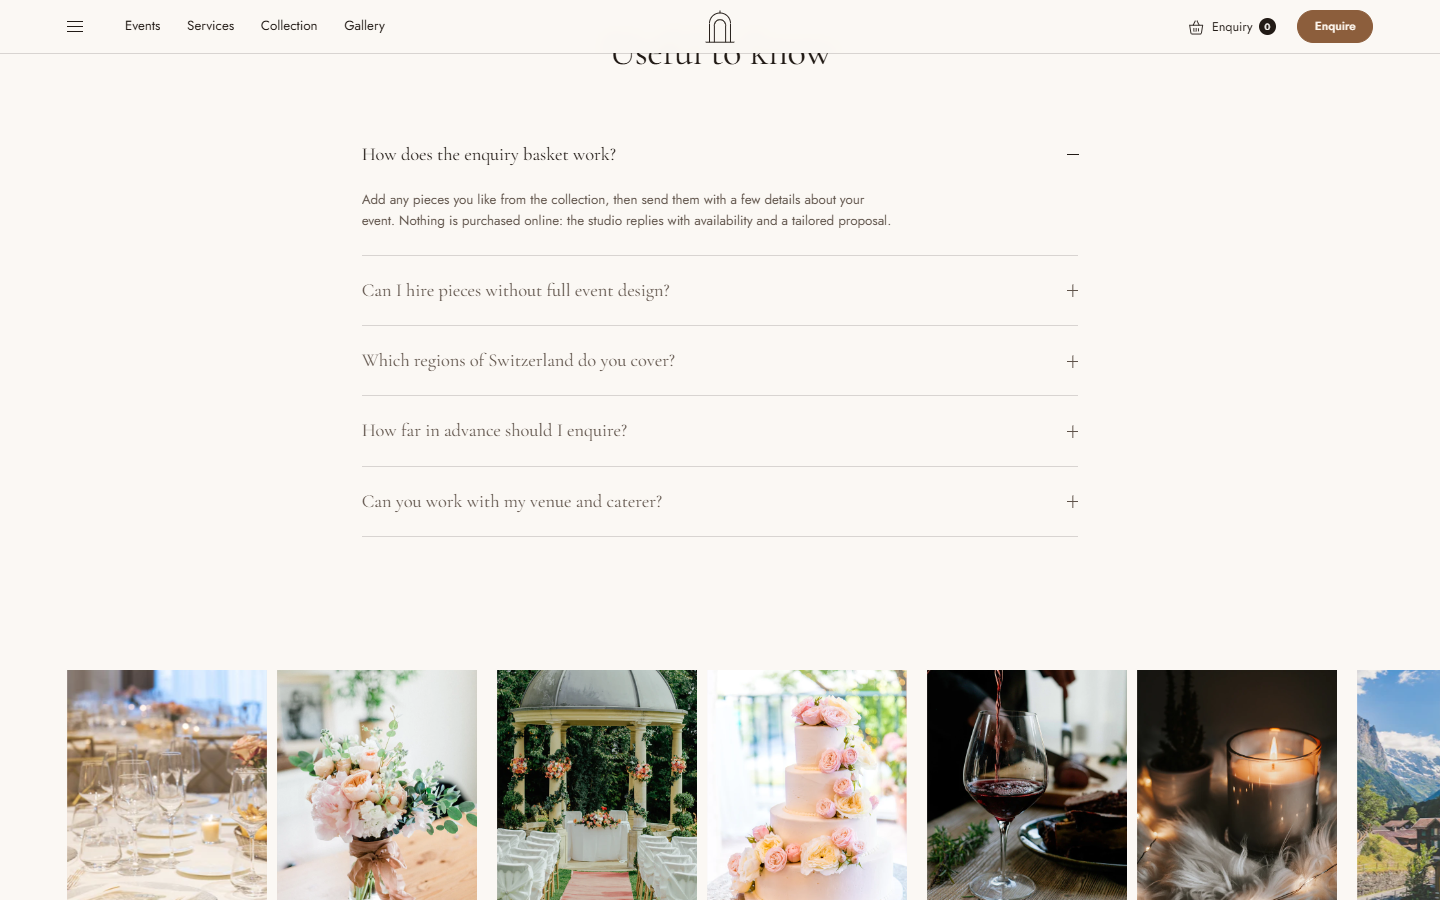 Events
Services
Collection
Gallery
Enquiry
0
Enquire
Useful to know
How does the enquiry basket work?
Add any pieces you like from the collection, then send them with a few details about your
event. Nothing is purchased online: the studio replies with availability and a tailored proposal.
Can I hire pieces without full event design?
Which regions of Switzerland do you cover?
How far in advance should I enquire?
Can you work with my venue and caterer?